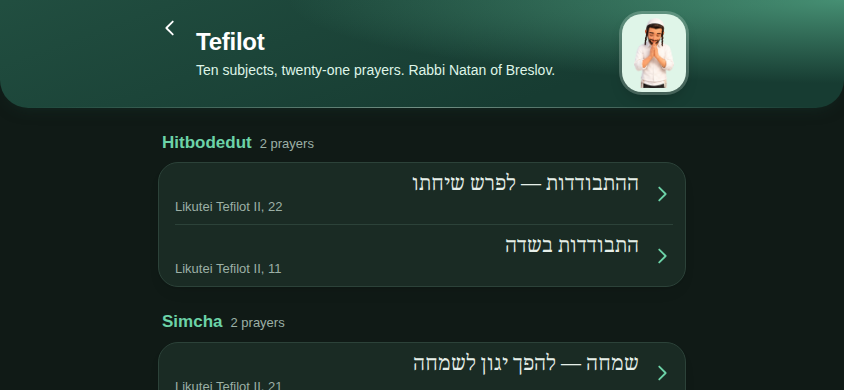 Tefilot
Ten subjects, twenty-one prayers. Rabbi Natan of Breslov.
Hitbodedut 2 prayers
ההתבודדות — לפרש שיחתו
Likutei Tefilot II, 22
התבודדות בשדה
Likutei Tefilot II, 11
Simcha 2 prayers
שמחה — להפך יגון לשמחה
Likutei Tefilot II, 21